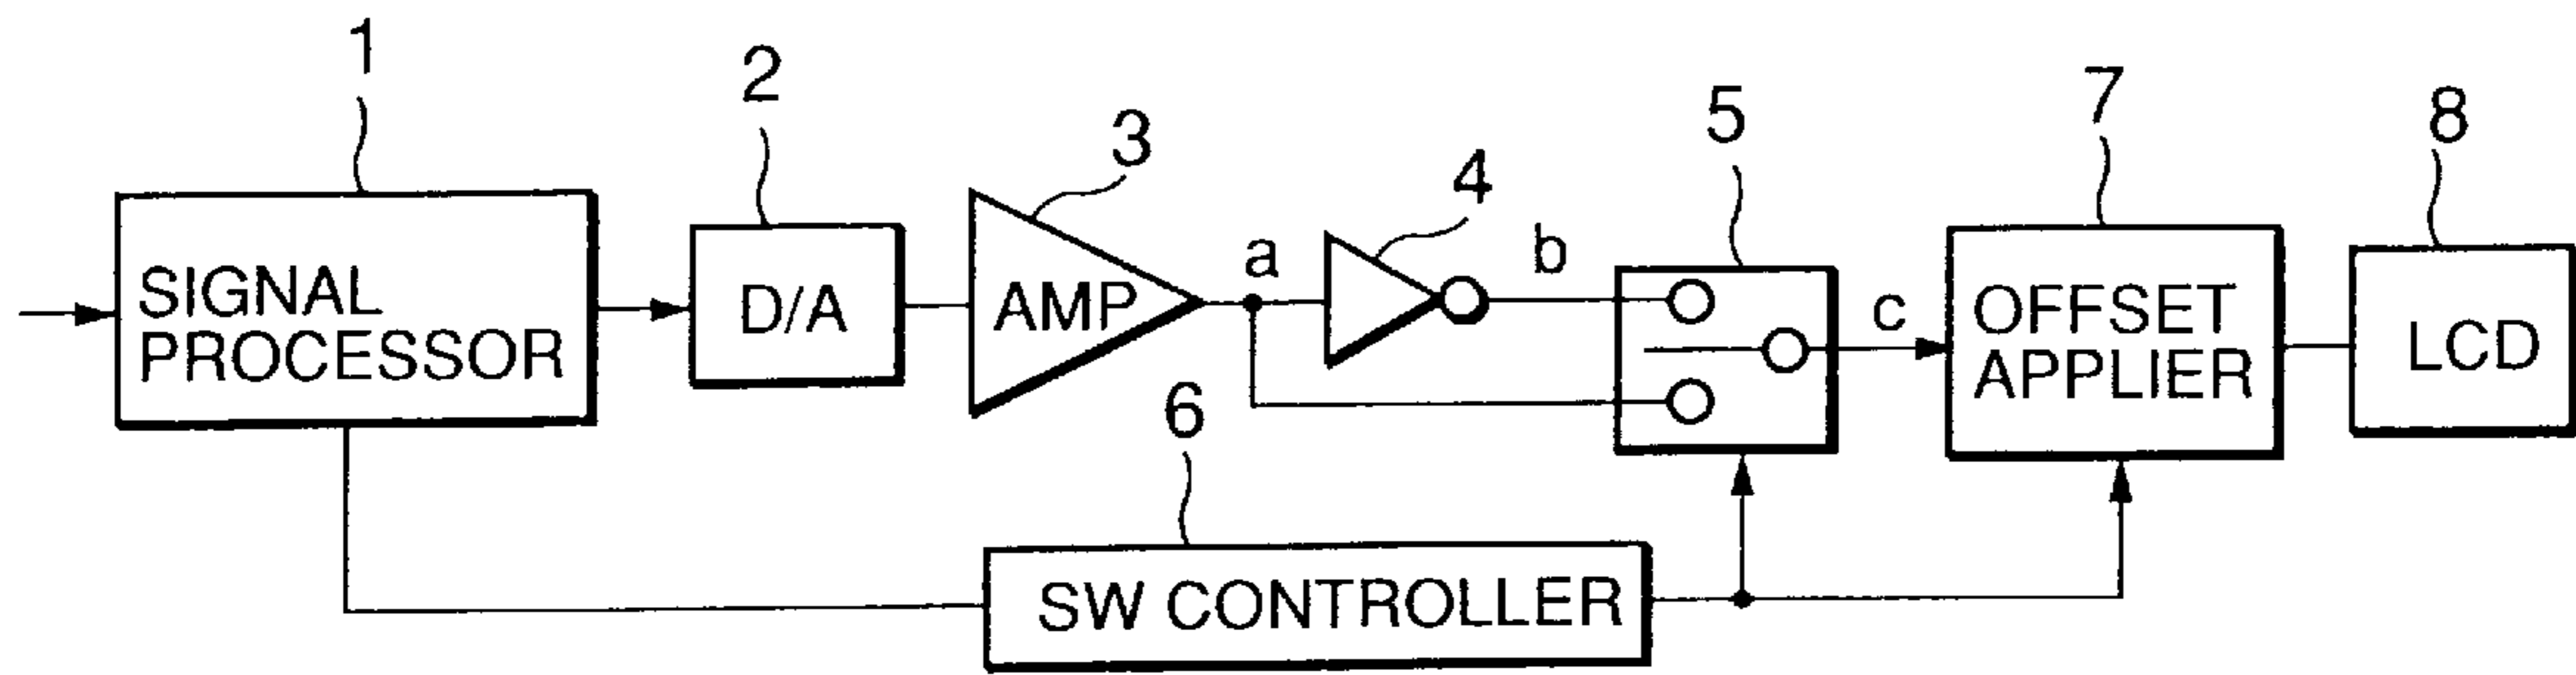 1
2
3
4
5
7
8
a
b
c
SIGNAL
PROCESSOR
D/A
AMP
OFFSET
APPLIER
LCD
6
SW CONTROLLER